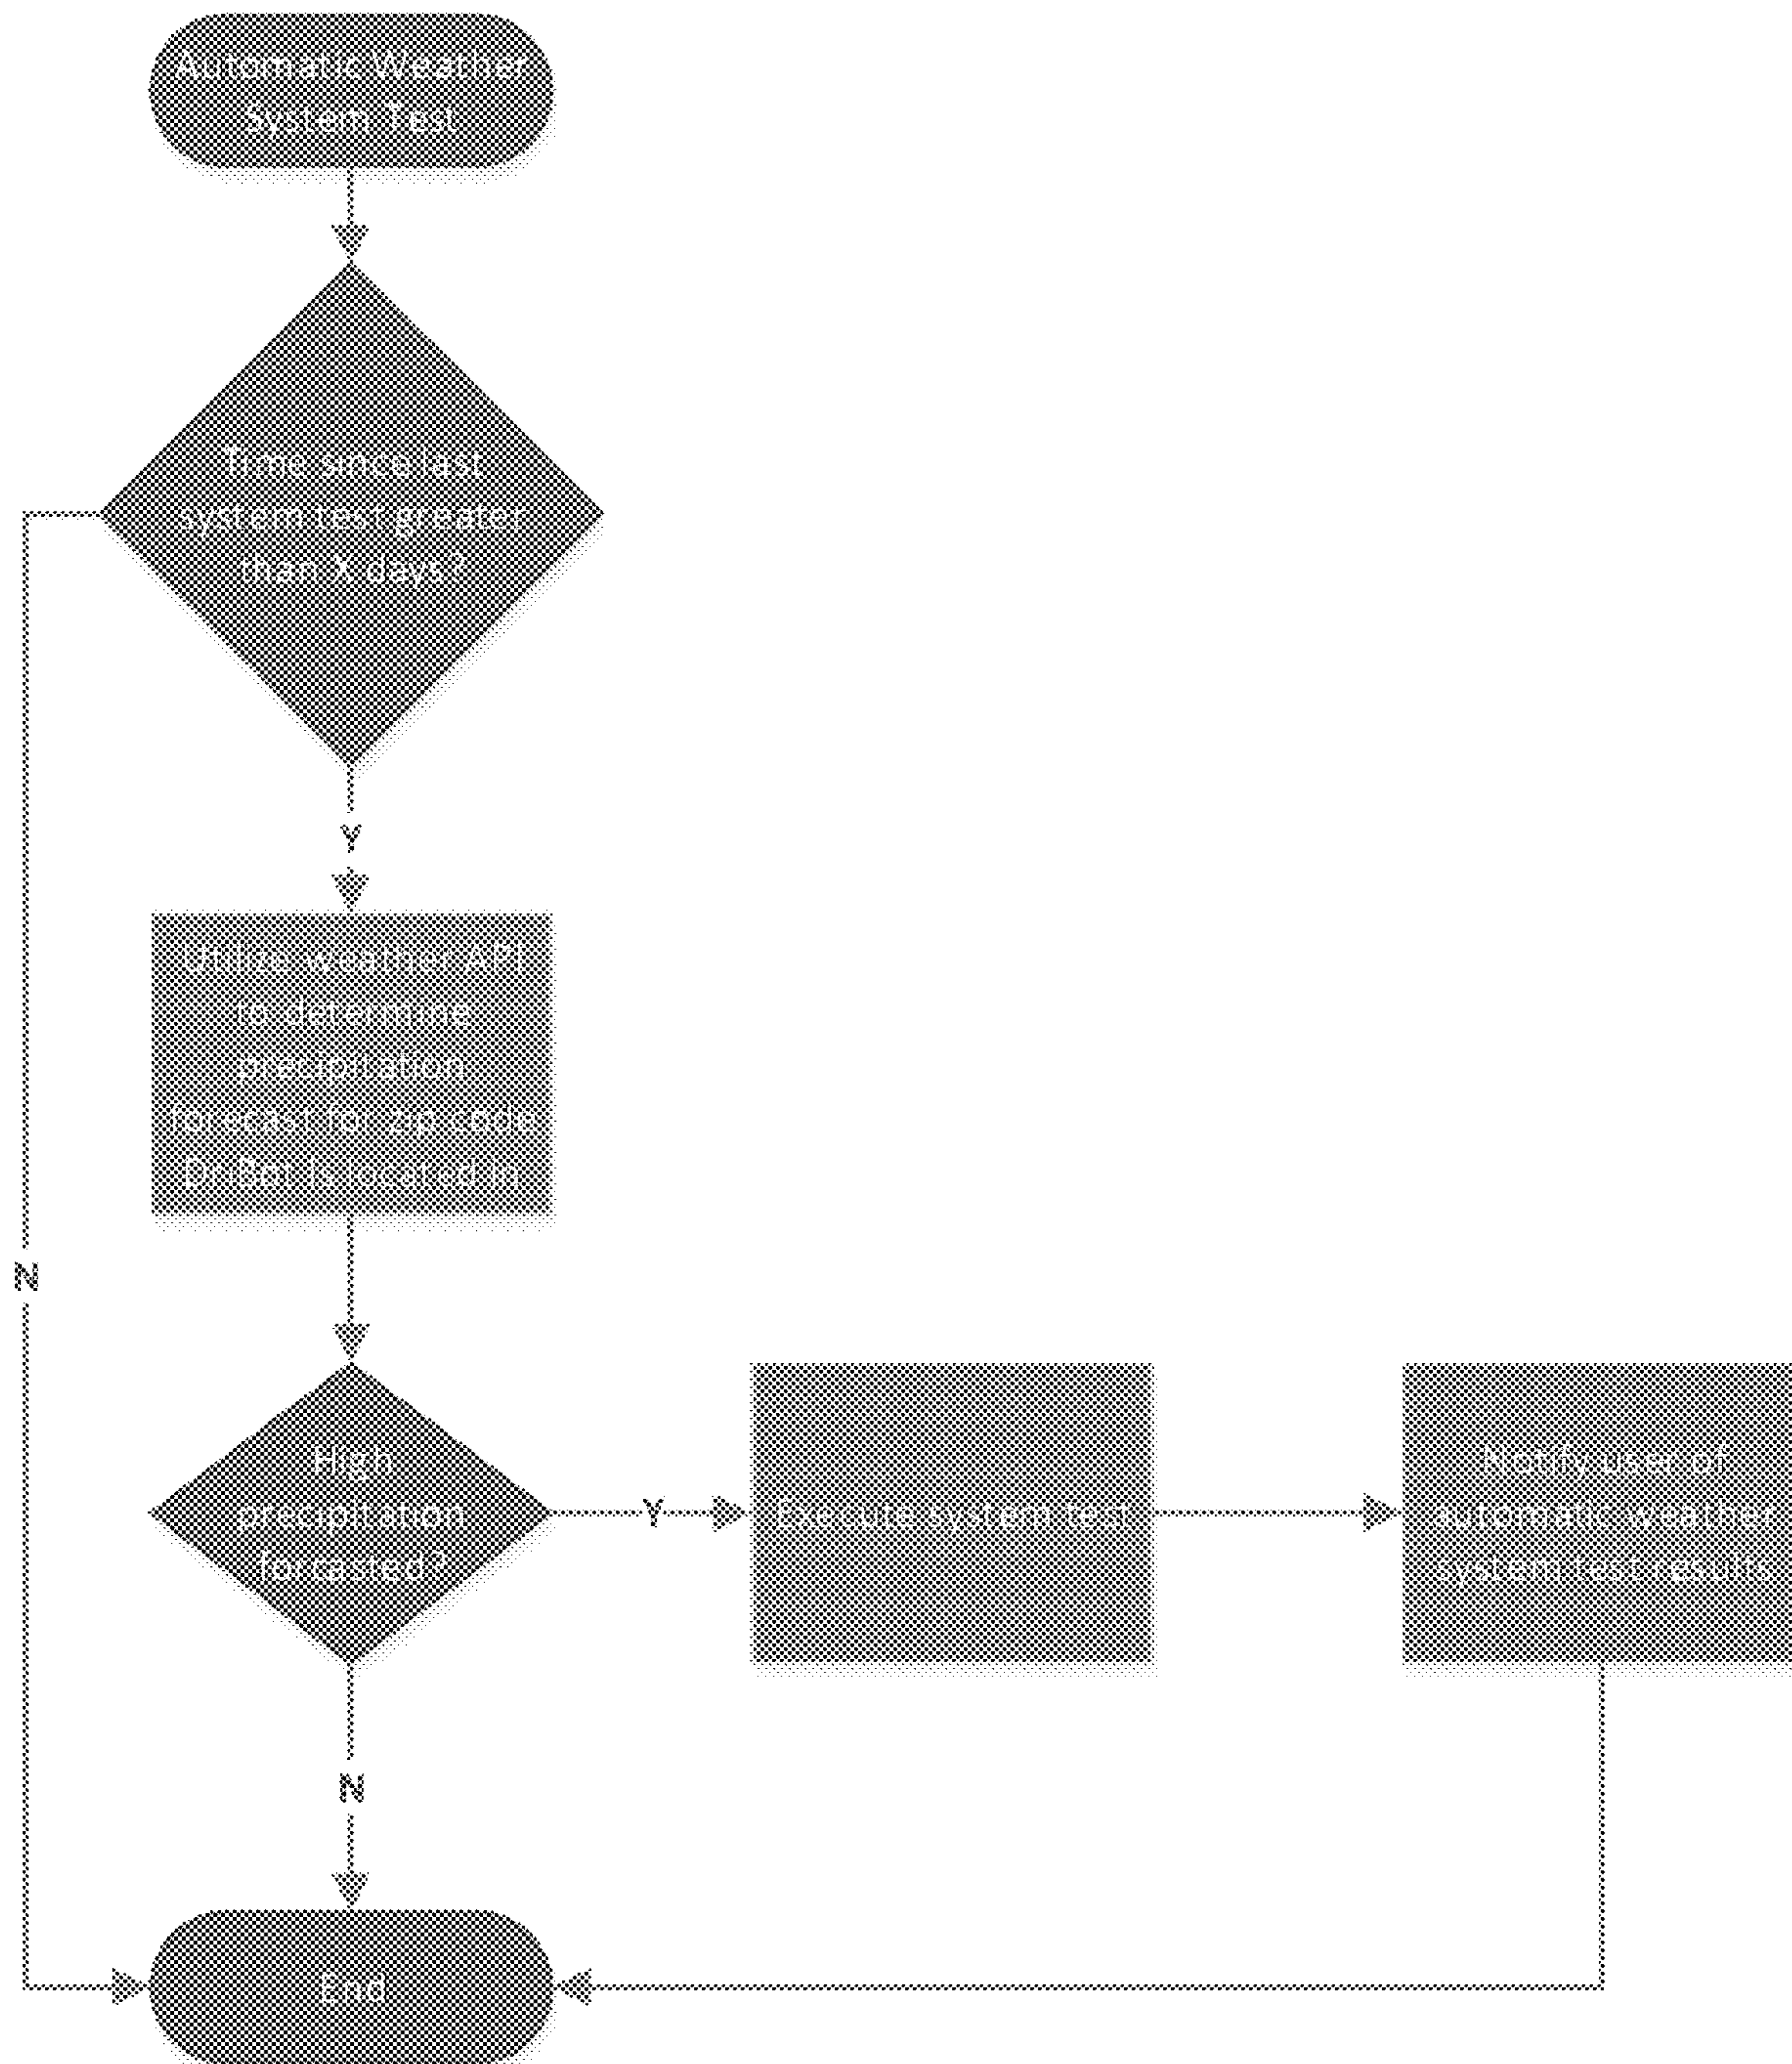 Automatic Weather
System Test
Time since last
system test greater
than X days?
Y
Utilize weather API
to determine
precipitation
forecast for zip code
DriBot is located in
N
High
precipitation
forcasted?
Y
Execute system test
Notify user of
automatic weather
system test results
N
End